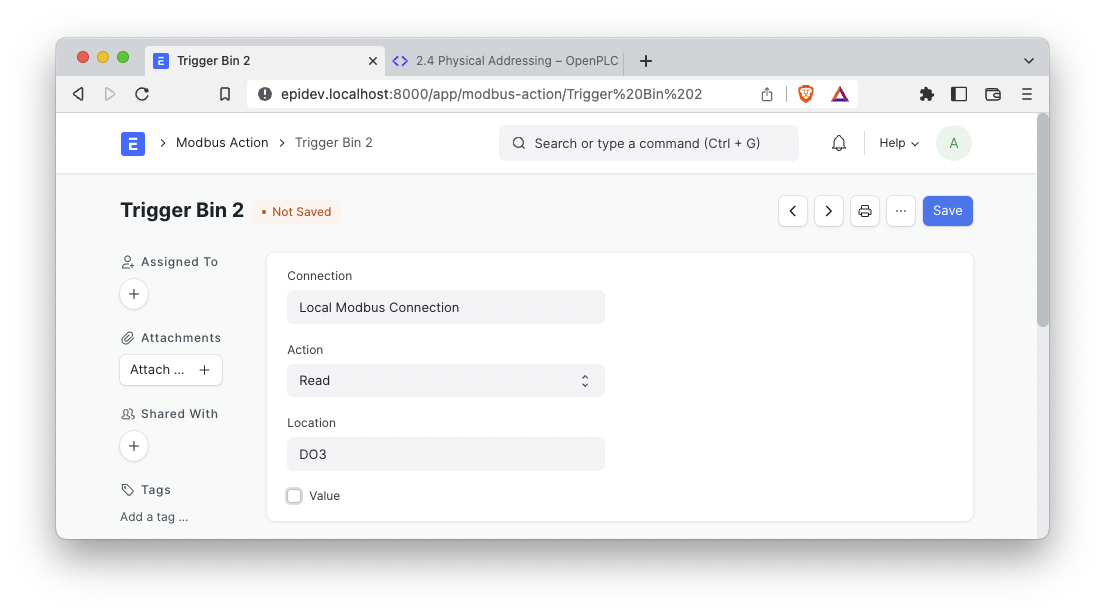 E Trigger Bin 2
2.4 Physical Addressing – OpenPLC
epidev.localhost:8000/app/modbus-action/Trigger%20Bin%202
E Modbus Action Trigger Bin 2
Search or type a command (Ctrl + G)
Help
A
Trigger Bin 2
Not Saved
Save
Assigned To
Attachments
Attach ...
Shared With
Tags
Add a tag ...
Connection
Local Modbus Connection
Action
Read
Location
DO3
Value